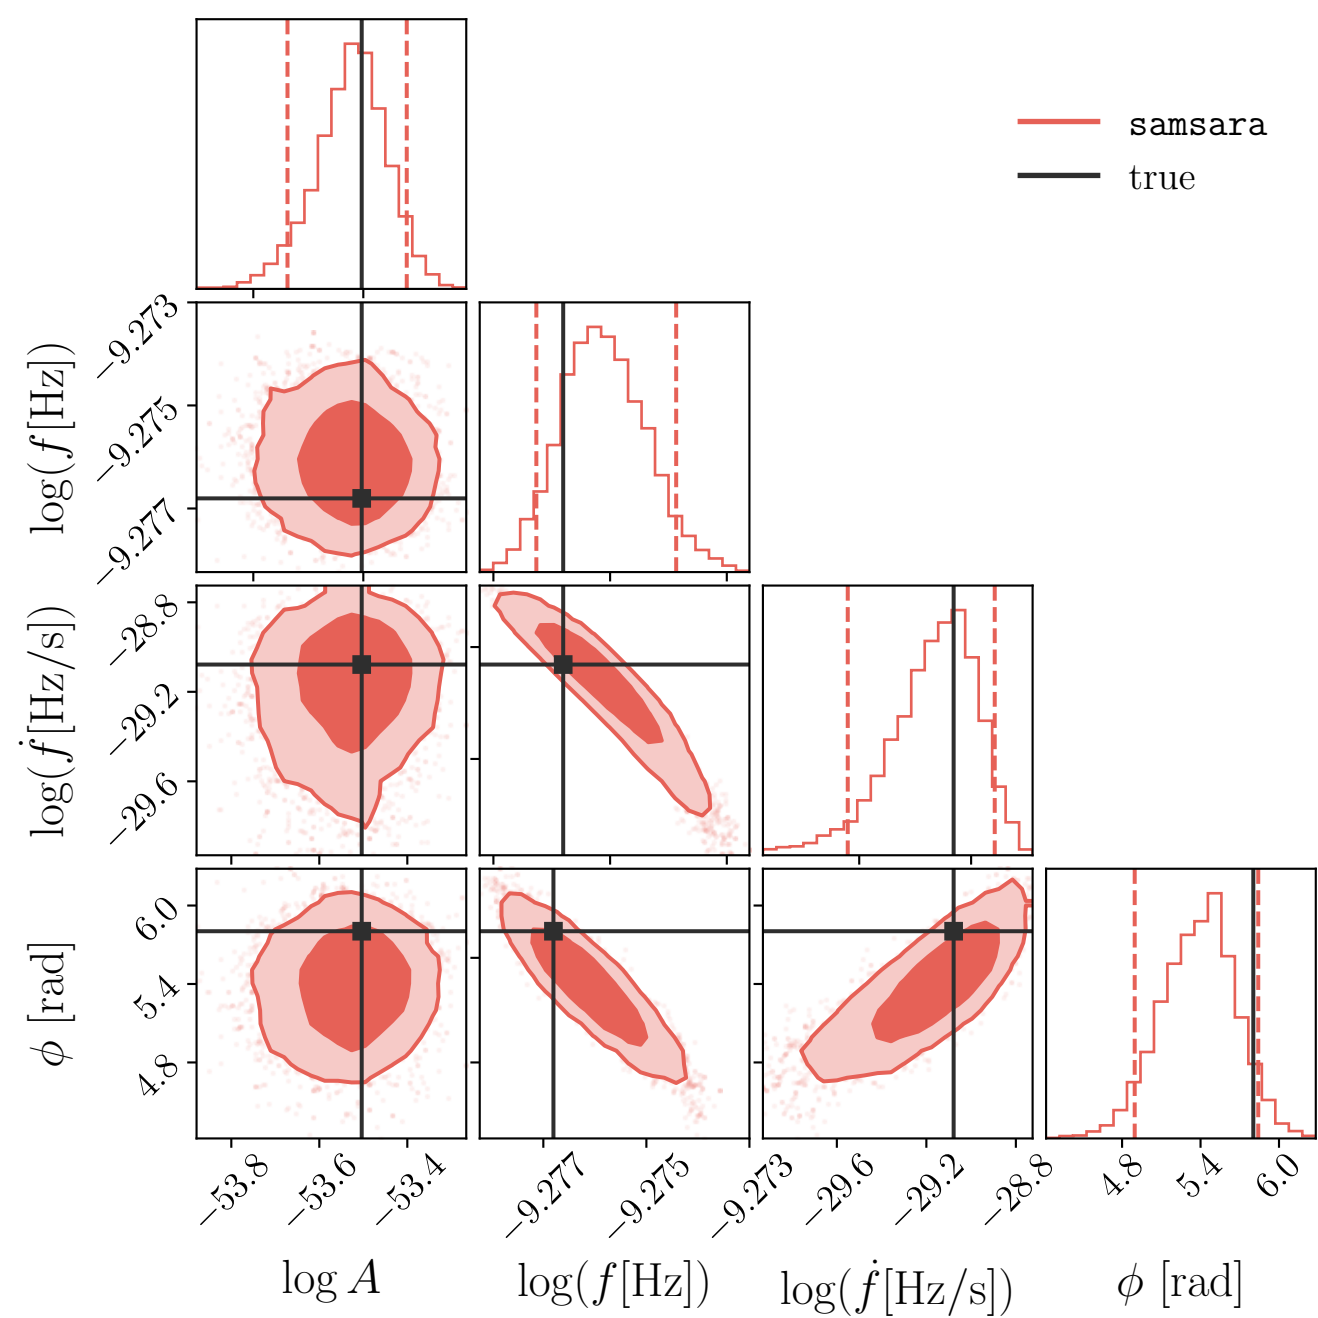 samsara
true
log(f[Hz])
−9.273
−9.275
−9.277
log(ḟ[Hz/s])
−28.8
−29.2
−29.6
ϕ [rad]
6.0
5.4
4.8
−53.8 −53.6 −53.4
−9.277 −9.275 −9.273
−29.6 −29.2 −28.8
4.8 5.4 6.0
log A
log(f[Hz])
log(ḟ[Hz/s])
ϕ [rad]